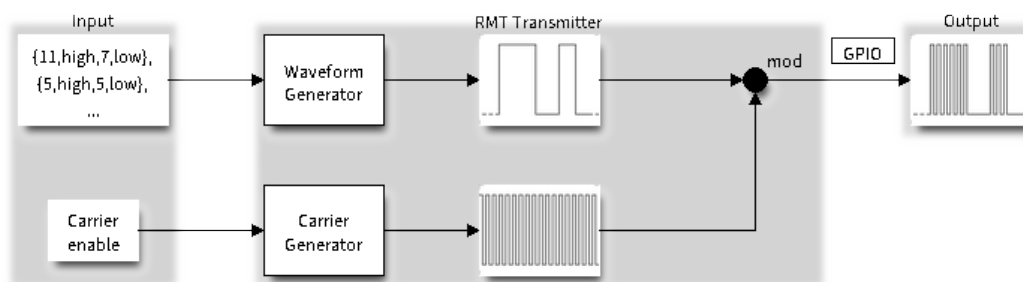 Input
RMT Transmitter
Output
{11,high,7,low},
{5,high,5,low},
...
Waveform
Generator
mod
GPIO
Carrier
enable
Carrier
Generator